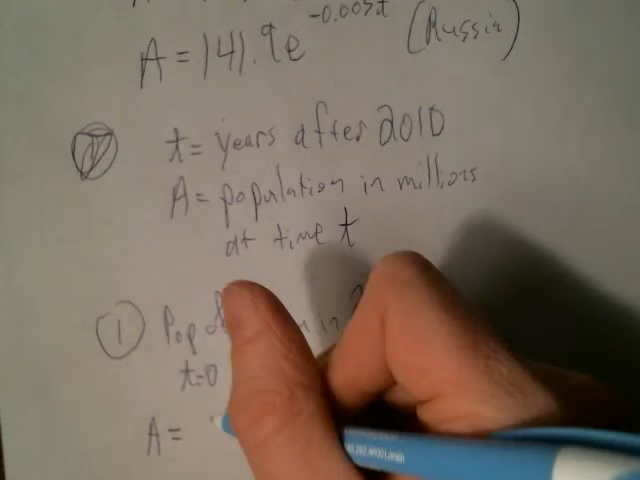 A = 141.9e^-0.005t (Russia)
t = years after 2010
A = population in millions
at time t
① Pop
t=0
A =